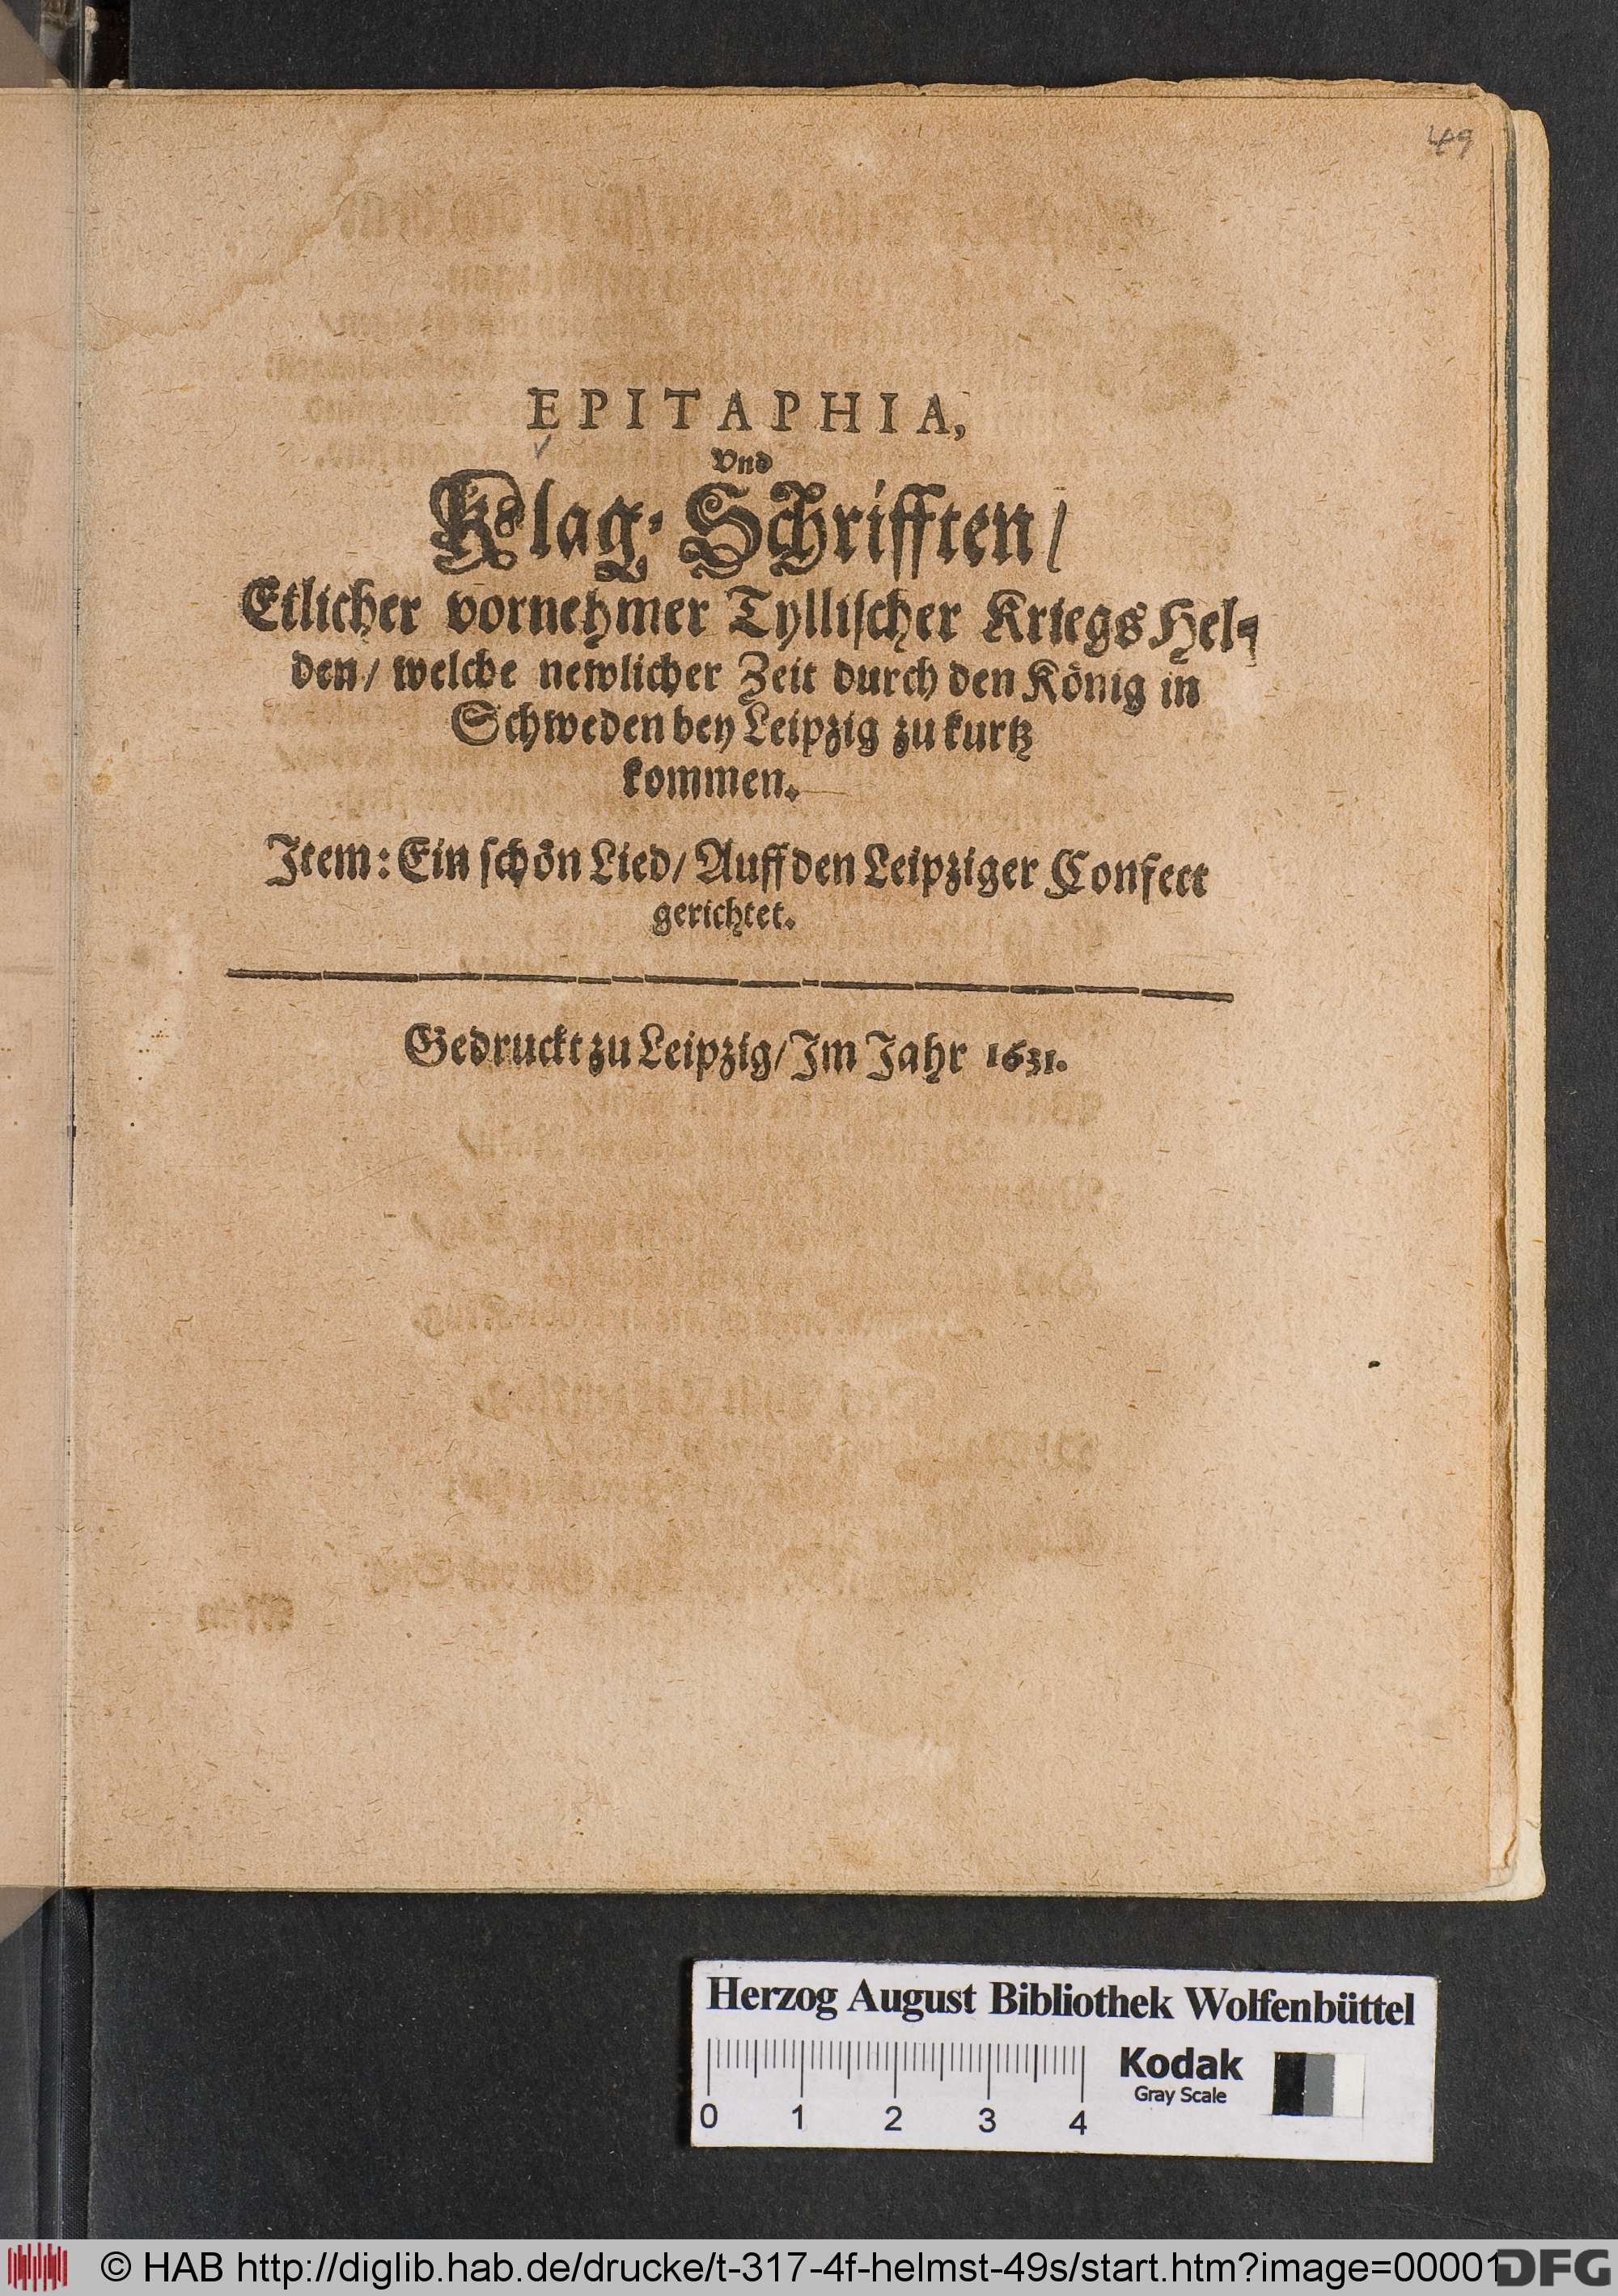 49
EPITAPHIA,
Vnd
Klag-Schrifften/
Etlicher vornehmer Tyllischer Kriegs Hel-
den/ welche newlicher Zeit durch den König in
Schweden bey Leipzig zu kurtz
kommen.
Item: Ein schön Lied/ Auff den Leipziger Confect
gerichtet.
Gedruckt zu Leipzig/ Im Jahr 1631.
Herzog August Bibliothek Wolfenbüttel
Kodak
Gray Scale
0 1 2 3 4
© HAB http://diglib.hab.de/drucke/t-317-4f-helmst-49s/start.htm?image=00001
DFG